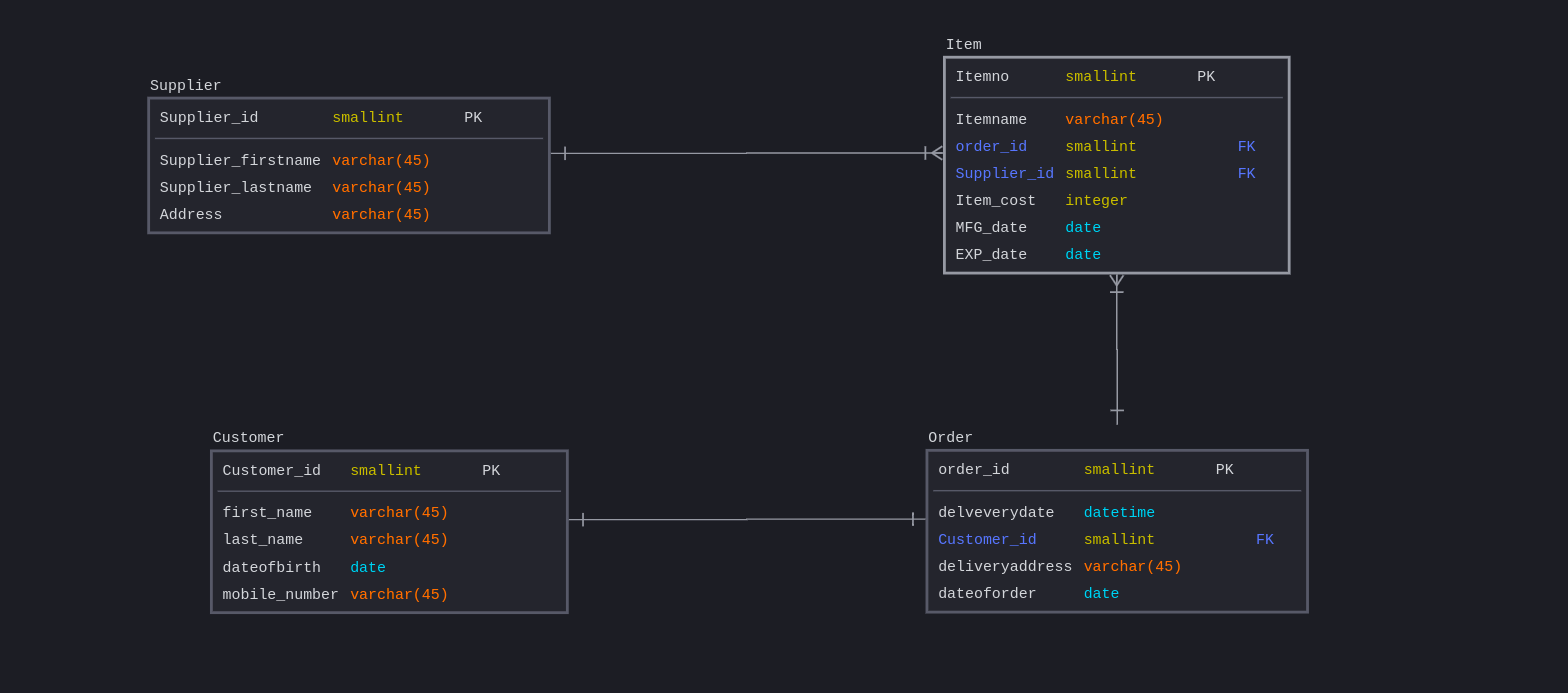 Supplier
Supplier_id smallint PK
Supplier_firstname varchar(45)
Supplier_lastname varchar(45)
Address varchar(45)
Item
Itemno smallint PK
Itemname varchar(45)
order_id smallint FK
Supplier_id smallint FK
Item_cost integer
MFG_date date
EXP_date date
Customer
Customer_id smallint PK
first_name varchar(45)
last_name varchar(45)
dateofbirth date
mobile_number varchar(45)
Order
order_id smallint PK
delveverydate datetime
Customer_id smallint FK
deliveryaddress varchar(45)
dateoforder date